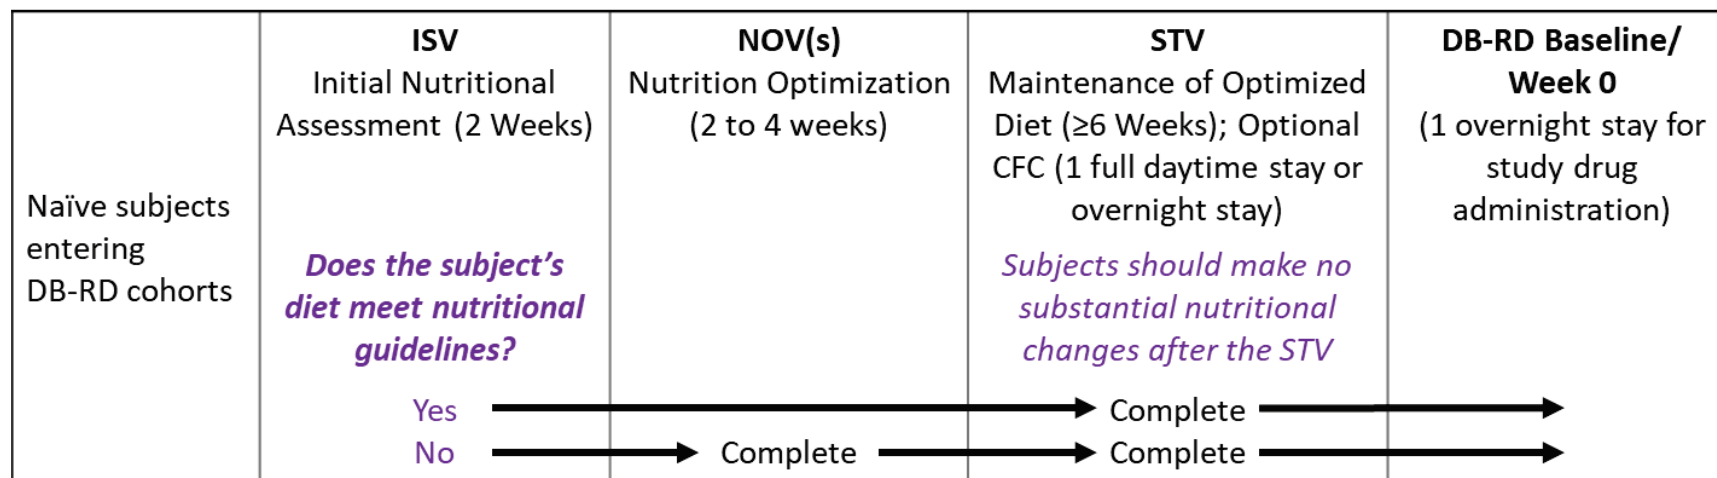 Naïve subjects
entering
DB-RD cohorts
ISV
Initial Nutritional
Assessment (2 Weeks)
Does the subject’s
diet meet nutritional
guidelines?
NOV(s)
Nutrition Optimization
(2 to 4 weeks)
STV
Maintenance of Optimized
Diet (≥6 Weeks); Optional
CFC (1 full daytime stay or
overnight stay)
Subjects should make no
substantial nutritional
changes after the STV
DB-RD Baseline/
Week 0
(1 overnight stay for
study drug
administration)
Yes Complete
No Complete Complete